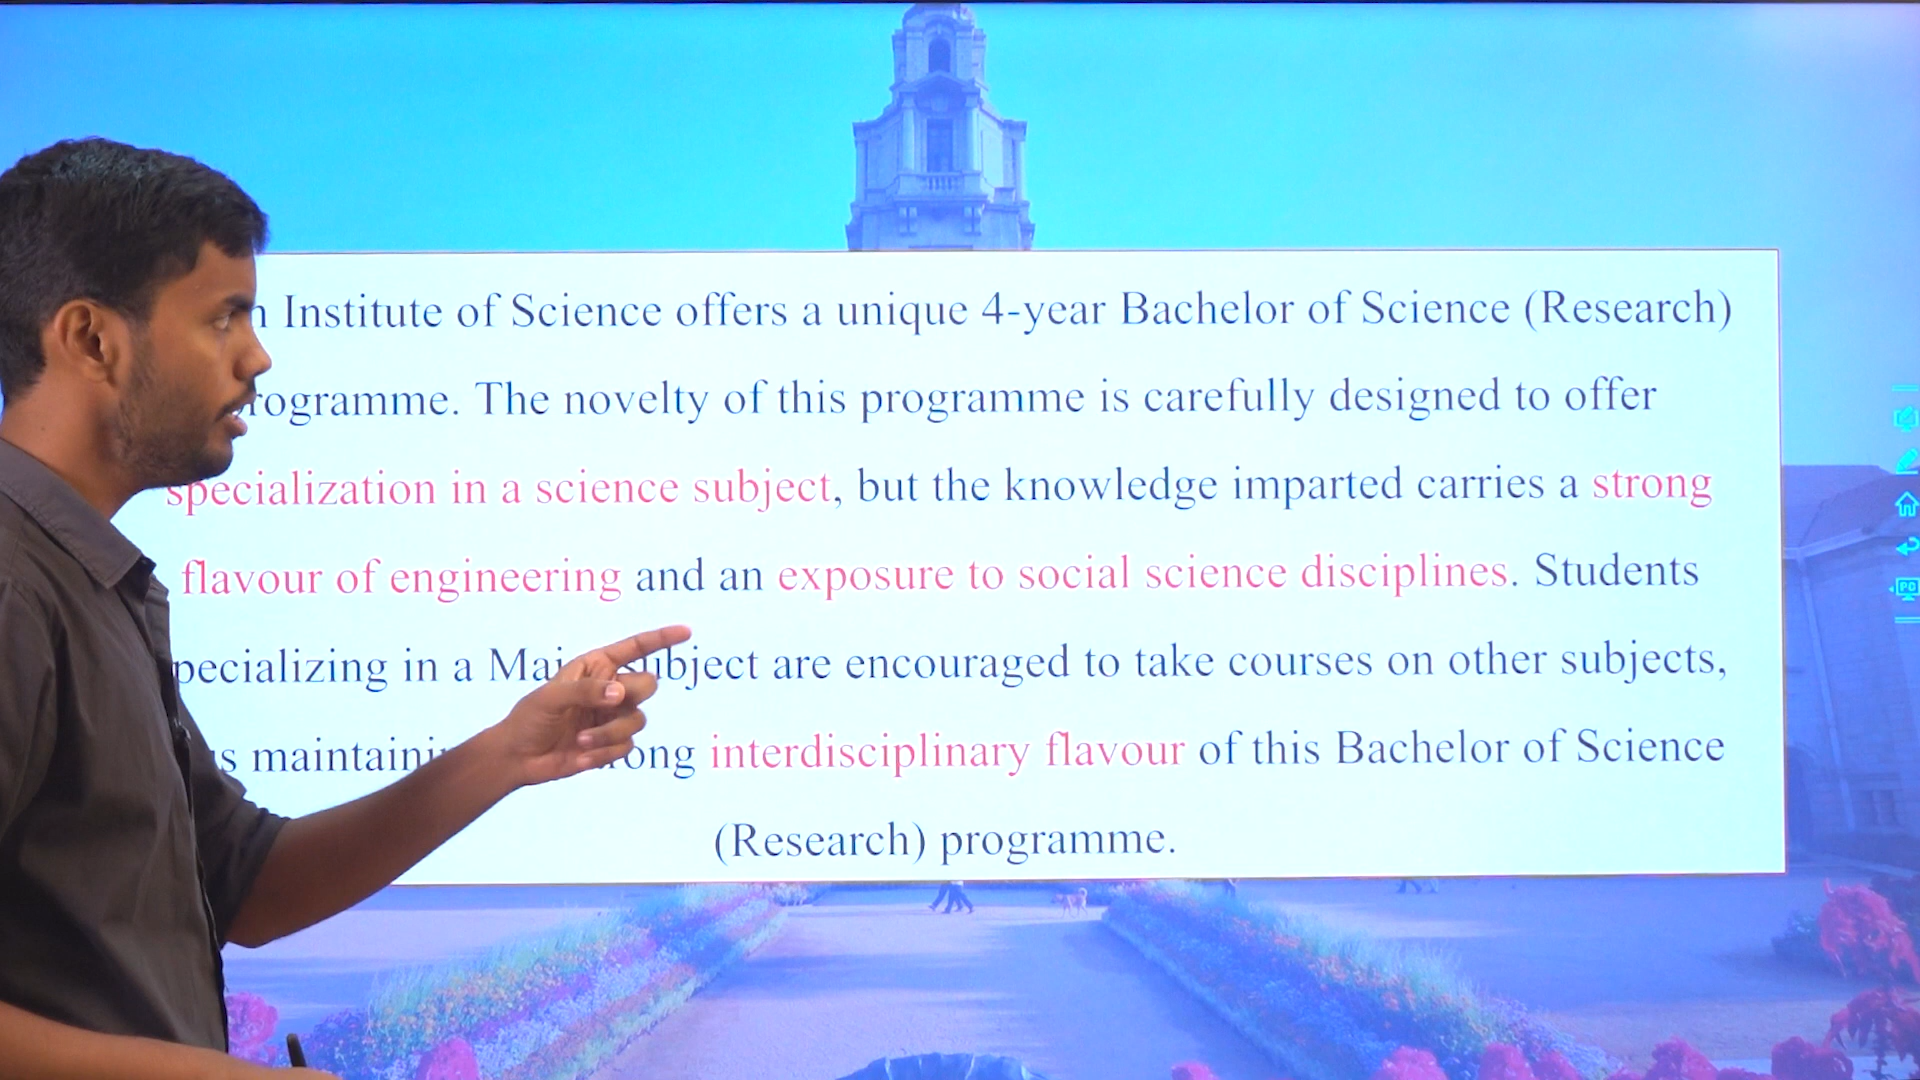 Institute of Science offers a unique 4-year Bachelor of Science (Research)
rogramme. The novelty of this programme is carefully designed to offer
specialization in a science subject, but the knowledge imparted carries a strong
flavour of engineering and an exposure to social science disciplines. Students
pecializing in a Maj ubject are encouraged to take courses on other subjects,
s maintaini ong interdisciplinary flavour of this Bachelor of Science
(Research) programme.